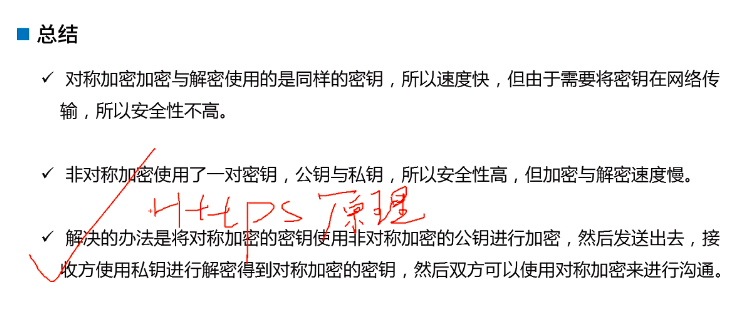 总结
对称加密加密与解密使用的是同样的密钥，所以速度快，但由于需要将密钥在网络传
输，所以安全性不高。
非对称加密使用了一对密钥，公钥与私钥，所以安全性高，但加密与解密速度慢。
Https 原理
解决的办法是将对称加密的密钥使用非对称加密的公钥进行加密，然后发送出去，接
收方使用私钥进行解密得到对称加密的密钥，然后双方可以使用对称加密来进行沟通。